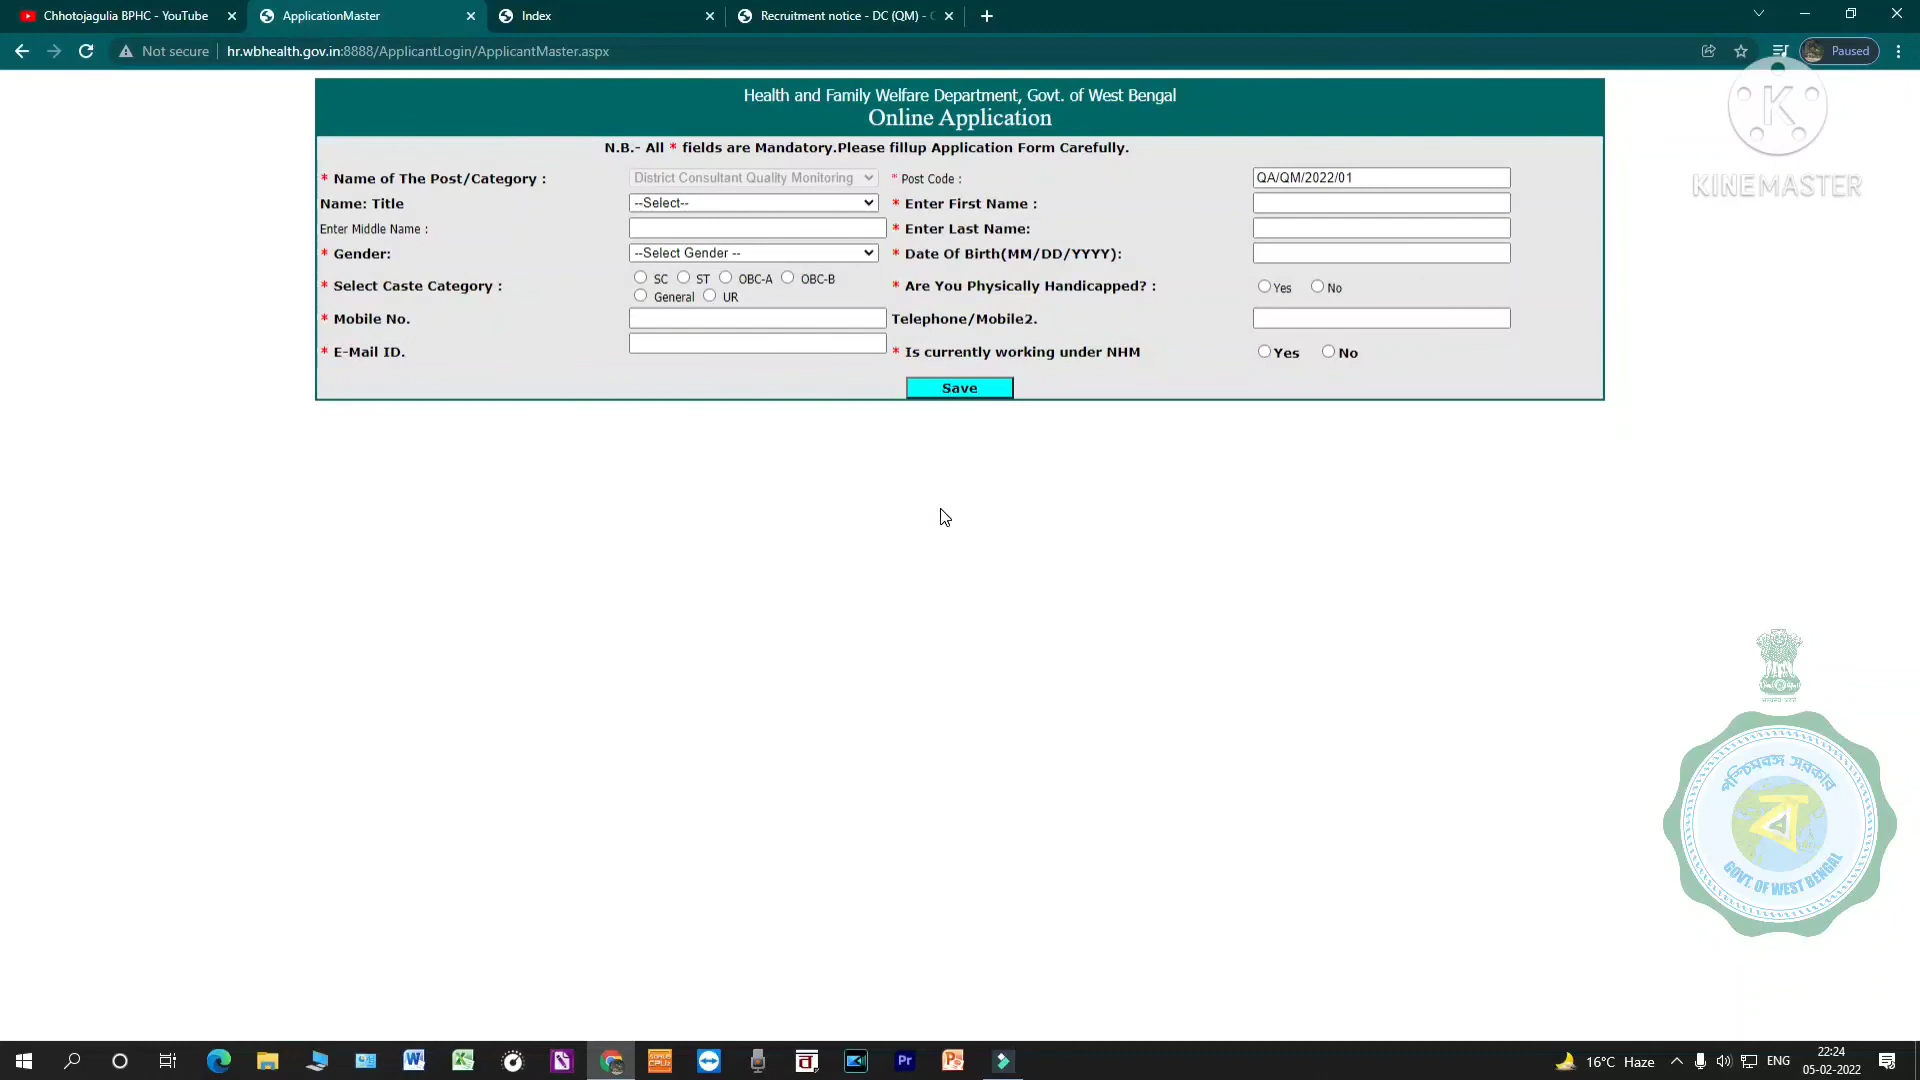 Chhotojagulia BPHC - YouTube
ApplicationMaster
Index
Recruitment notice - DC (QM) -
Not secure
hr.wbhealth.gov.in:8888/ApplicantLogin/ApplicantMaster.aspx
Paused
Health and Family Welfare Department, Govt. of West Bengal
Online Application
N.B.- All * fields are Mandatory.Please fillup Application Form Carefully.
* Name of The Post/Category : District Consultant Quality Monitoring * Post Code : QA/QM/2022/01
Name: Title --Select-- * Enter First Name :
Enter Middle Name : * Enter Last Name:
* Gender: --Select Gender -- * Date Of Birth(MM/DD/YYYY):
* Select Caste Category : SC ST OBC-A OBC-B * Are You Physically Handicapped? : Yes No
General UR
* Mobile No. Telephone/Mobile2.
* E-Mail ID. * Is currently working under NHM Yes No
Save
K
KINEMASTER
পশ্চিমবঙ্গ সরকার
ব
GOVT. OF WEST BENGAL
16°C Haze
ENG
22:24
05-02-2022
Pr